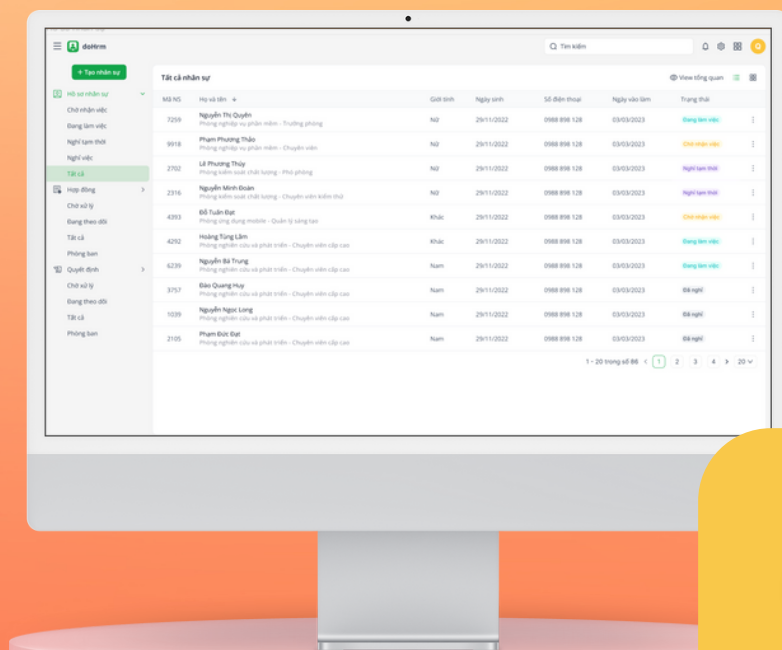 doHrm
Tìm kiếm
+ Tạo nhân sự
Hồ sơ nhân sự
Chờ nhận việc
Đang làm việc
Nghỉ tạm thời
Nghỉ việc
Tất cả
Hợp đồng
Chờ xử lý
Đang theo dõi
Tất cả
Phòng ban
Quyết định
Chờ xử lý
Đang theo dõi
Tất cả
Phòng ban
Tất cả nhân sự
View tổng quan
Mã NS Họ và tên Giới tính Ngày sinh Số điện thoại Ngày vào làm Trạng thái
7259 Nguyễn Thị Quyên Nữ 29/11/2022 0988 898 128 03/03/2023 Đang làm việc
Phòng nghiệp vụ phần mềm - Trưởng phòng
9918 Phạm Phương Thảo Nữ 29/11/2022 0988 898 128 03/03/2023 Chờ nhận việc
Phòng nghiệp vụ phần mềm - Chuyên viên
2702 Lê Phương Thúy Nữ 29/11/2022 0988 898 128 03/03/2023 Nghỉ tạm thời
Phòng kiểm soát chất lượng - Phó phòng
2316 Nguyễn Minh Đoàn Nữ 29/11/2022 0988 898 128 03/03/2023 Nghỉ tạm thời
Phòng kiểm soát chất lượng - Chuyên viên kiểm thử
4393 Đỗ Tuấn Đạt Khác 29/11/2022 0988 898 128 03/03/2023 Chờ nhận việc
Phòng ứng dụng mobile - Quản lý sáng tạo
4292 Hoàng Tùng Lâm Khác 29/11/2022 0988 898 128 03/03/2023 Đang làm việc
Phòng nghiên cứu và phát triển - Chuyên viên cấp cao
6239 Nguyễn Bá Trung Nam 29/11/2022 0988 898 128 03/03/2023 Đang làm việc
Phòng nghiên cứu và phát triển - Chuyên viên cấp cao
3757 Đào Quang Huy Nam 29/11/2022 0988 898 128 03/03/2023 Đã nghỉ
Phòng nghiên cứu và phát triển - Chuyên viên cấp cao
1039 Nguyễn Ngọc Long Nam 29/11/2022 0988 898 128 03/03/2023 Đã nghỉ
Phòng nghiên cứu và phát triển - Chuyên viên cấp cao
2105 Phạm Đức Đạt Nam 29/11/2022 0988 898 128 03/03/2023 Đã nghỉ
Phòng nghiên cứu và phát triển - Chuyên viên cấp cao
1 - 20 trong số 86 < 1 2 3 4 > 20